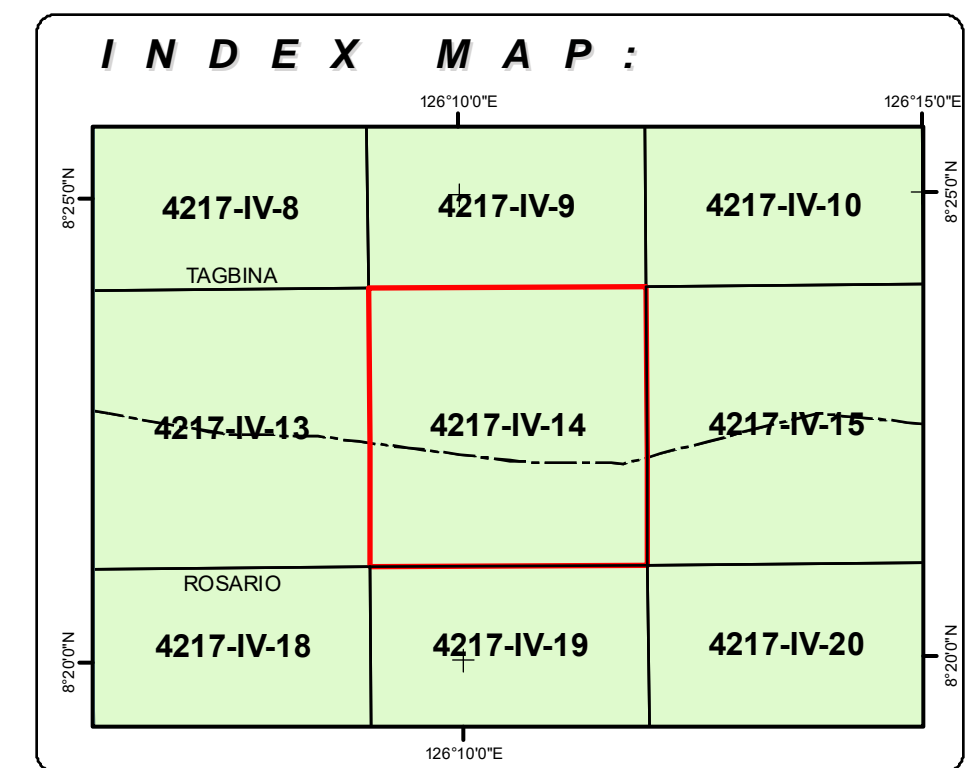 INDEX MAP:
126°10'0"E 126°15'0"E
8°25'0"N 8°25'0"N
4217-IV-8 4217-IV-9 4217-IV-10
TAGBINA
4217-IV-13 4217-IV-14 4217-IV-15
ROSARIO
4217-IV-18 4217-IV-19 4217-IV-20
8°20'0"N 8°20'0"N
126°10'0"E